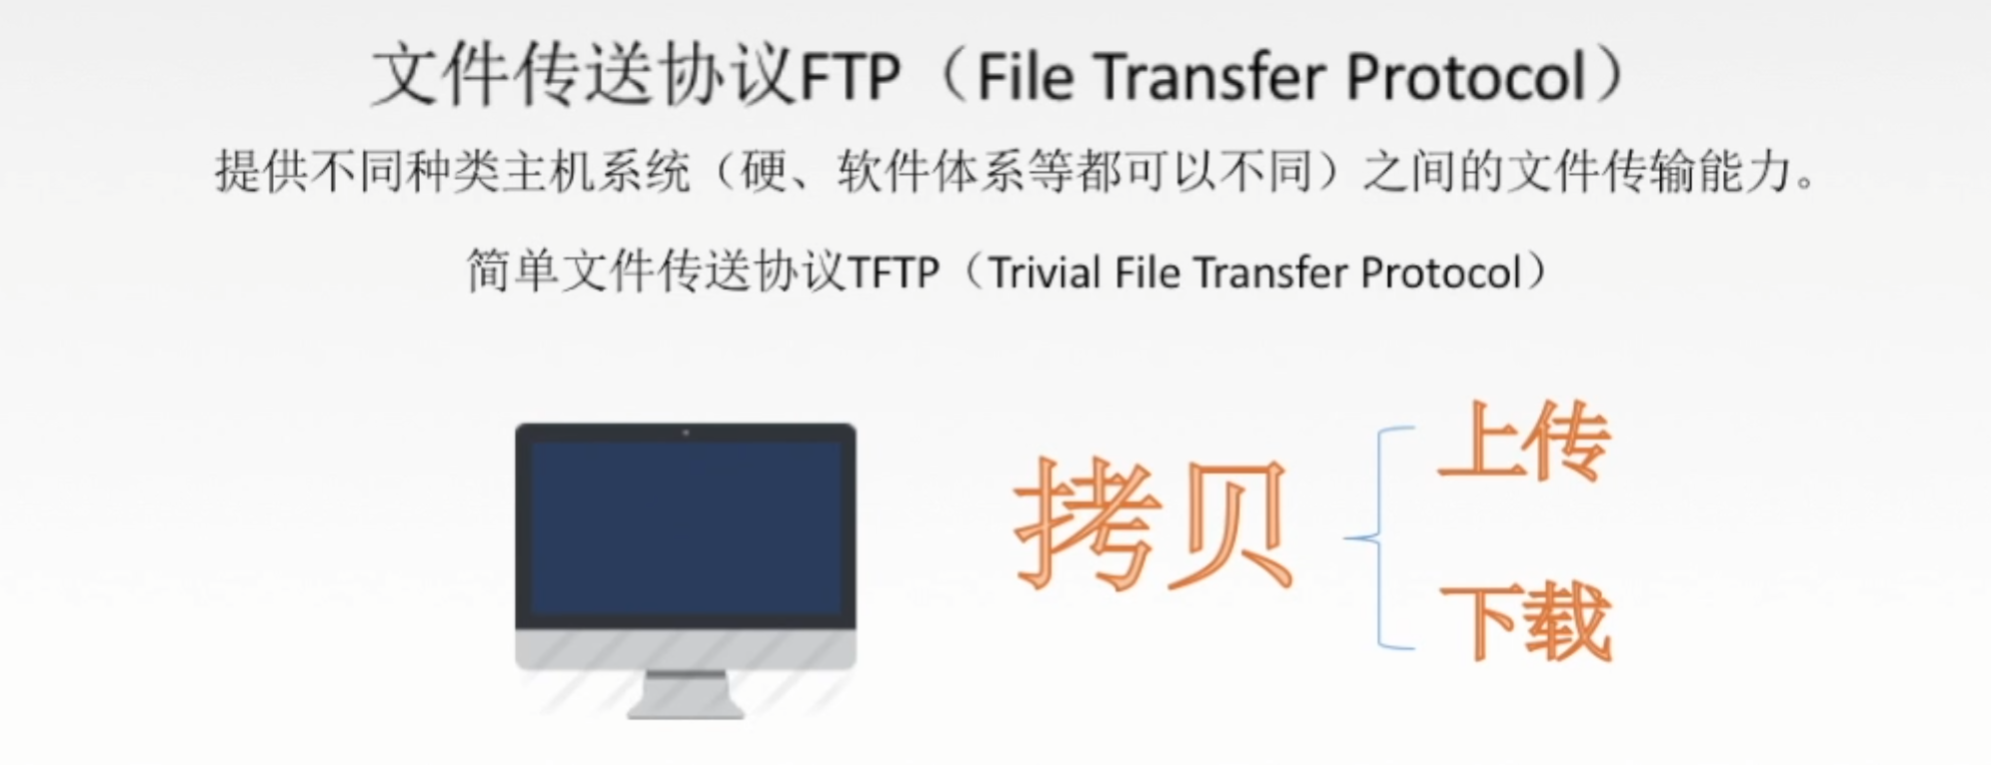 文件传送协议FTP（File Transfer Protocol）
提供不同种类主机系统（硬、软件体系等都可以不同）之间的文件传输能力。
简单文件传送协议TFTP（Trivial File Transfer Protocol）
拷贝
上传
下载